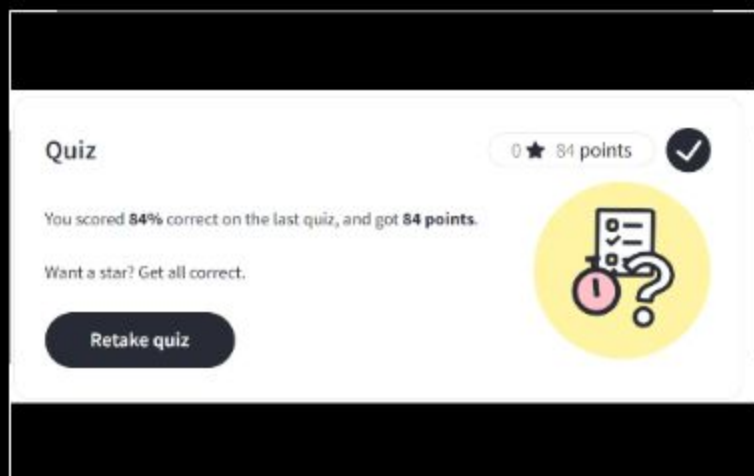 Quiz
0 ★ 84 points
You scored 84% correct on the last quiz, and got 84 points.
Want a star? Get all correct.
Retake quiz